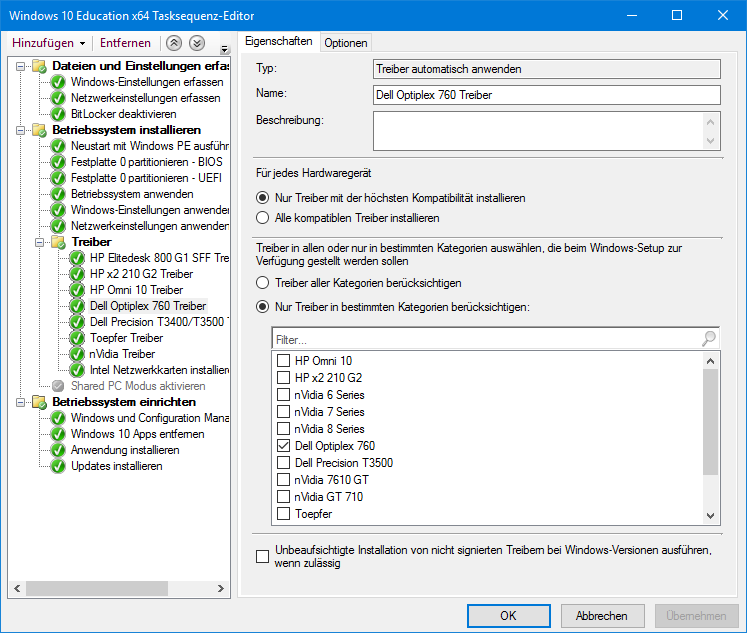 Windows 10 Education x64 Tasksequenz-Editor
Hinzufügen
Entfernen
Dateien und Einstellungen erfas
Windows-Einstellungen erfassen
Netzwerkeinstellungen erfassen
BitLocker deaktivieren
Betriebssystem installieren
Neustart mit Windows PE ausführ
Festplatte 0 partitionieren - BIOS
Festplatte 0 partitionieren - UEFI
Betriebssystem anwenden
Windows-Einstellungen anwenden
Netzwerkeinstellungen anwenden
Treiber
HP Elitedesk 800 G1 SFF Tre
HP x2 210 G2 Treiber
HP Omni 10 Treiber
Dell Optiplex 760 Treiber
Dell Precision T3400/T3500 T
Toepfer Treiber
nVidia Treiber
Intel Netzwerkkarten installieren
Shared PC Modus aktivieren
Betriebssystem einrichten
Windows und Configuration Mana
Windows 10 Apps entfernen
Anwendung installieren
Updates installieren
Eigenschaften
Optionen
Typ:
Treiber automatisch anwenden
Name:
Dell Optiplex 760 Treiber
Beschreibung:
Für jedes Hardwaregerät
Nur Treiber mit der höchsten Kompatibilität installieren
Alle kompatiblen Treiber installieren
Treiber in allen oder nur in bestimmten Kategorien auswählen, die beim Windows-Setup zur
Verfügung gestellt werden sollen
Treiber aller Kategorien berücksichtigen
Nur Treiber in bestimmten Kategorien berücksichtigen:
Filter...
HP Omni 10
HP x2 210 G2
nVidia 6 Series
nVidia 7 Series
nVidia 8 Series
Dell Optiplex 760
Dell Precision T3500
nVidia 7610 GT
nVidia GT 710
Toepfer
Unbeaufsichtigte Installation von nicht signierten Treibern bei Windows-Versionen ausführen,
wenn zulässig
OK
Abbrechen
Übernehmen